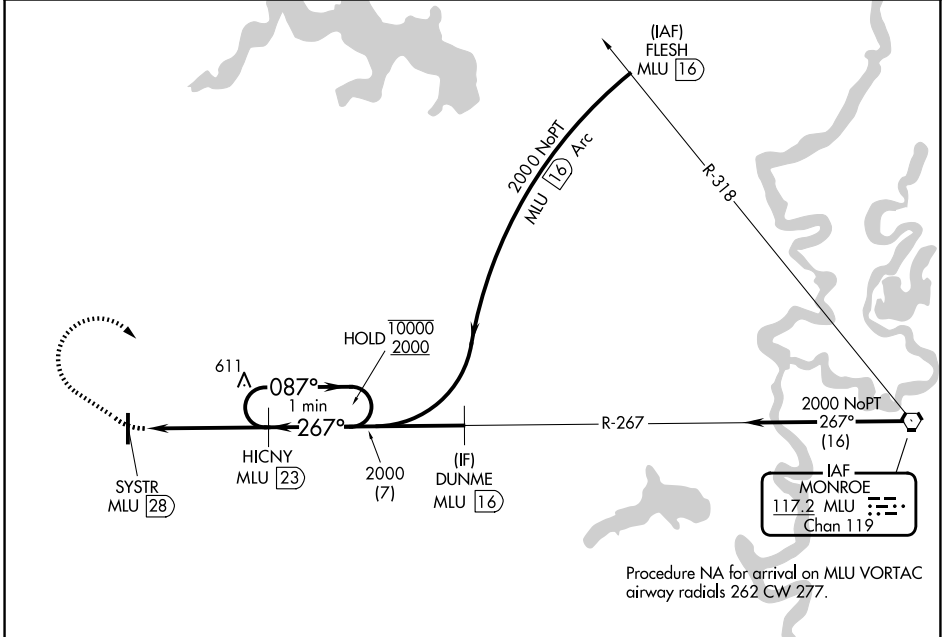 (IAF)
FLESH
MLU 16
2000 NoPT
MLU 16 Arc
R-318
HOLD 10000
2000
611
087°
1 min
267°
HICNY
MLU 23
SYSTR
MLU 28
2000
(7)
(IF)
DUNME
MLU 16
R-267
2000 NoPT
267°
(16)
IAF
MONROE
117.2 MLU
Chan 119
Procedure NA for arrival on MLU VORTAC
airway radials 262 CW 277.